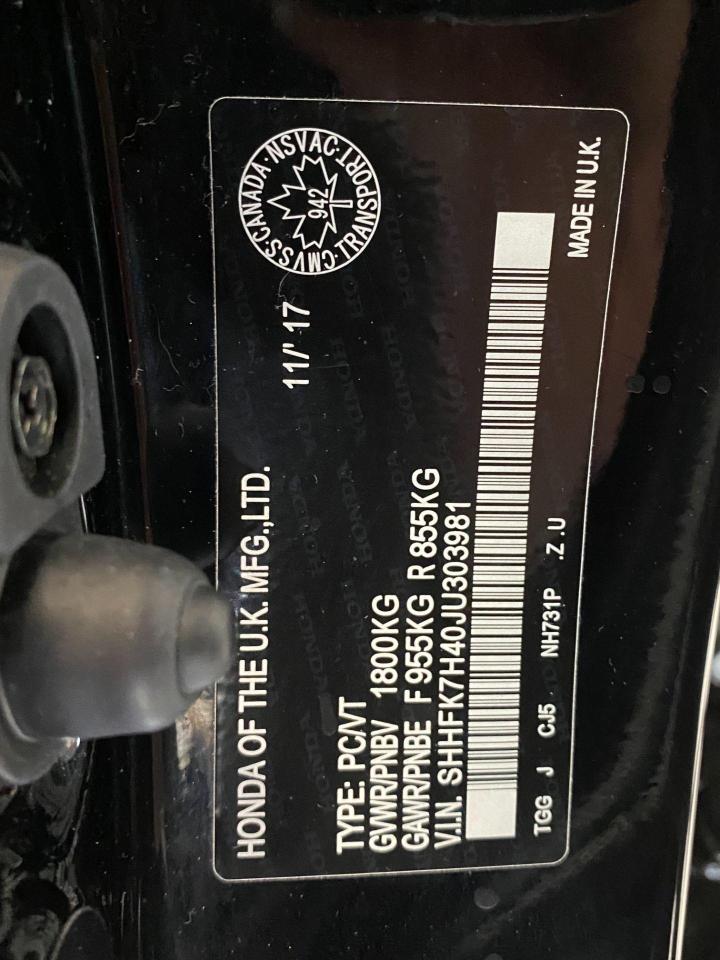 HONDA OF THE U.K. MFG.,LTD.
11/' 17
CMVSS·CANADA·NSVAC·TRANSPORT·
942
TYPE: PC/VT
GVWR/PNBV 1800KG
GAWR/PNBE F 955KG R 855KG
V.I.N. SHHFK7H40JU303981
TGG J CJ5 NH731P .Z .U
MADE IN U.K.